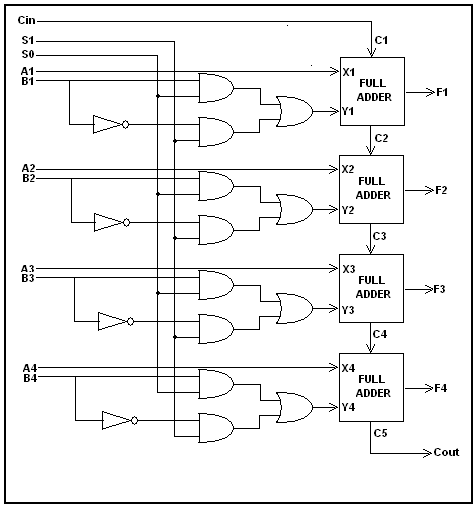 Cin
C1
S1
S0
A1
B1
X1
FULL
ADDER
F1
Y1
C2
A2
B2
X2
FULL
ADDER
F2
Y2
C3
A3
B3
X3
FULL
ADDER
F3
Y3
C4
A4
B4
X4
FULL
ADDER
F4
Y4
C5
Cout